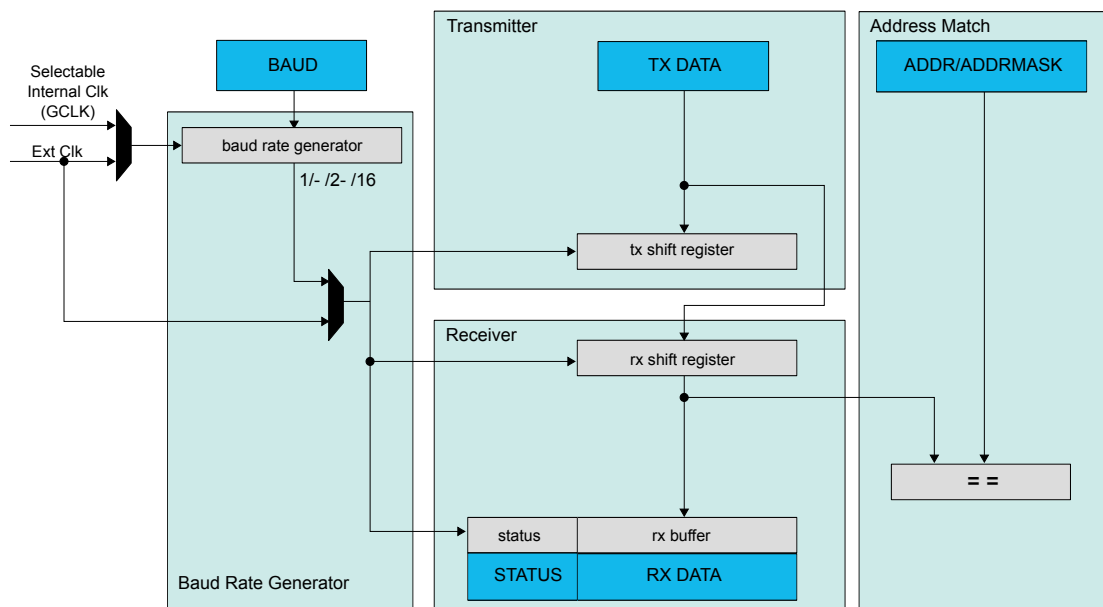 Transmitter
Address Match
BAUD
TX DATA
ADDR/ADDRMASK
Selectable
Internal Clk
(GCLK)
Ext Clk
baud rate generator
1/- /2- /16
tx shift register
Receiver
rx shift register
= =
status
rx buffer
STATUS
RX DATA
Baud Rate Generator